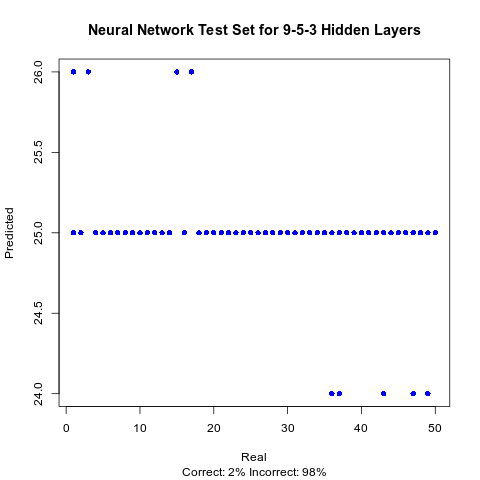 Neural Network Test Set for 9-5-3 Hidden Layers
26.0
25.5
25.0
24.5
24.0
Predicted
0 10 20 30 40 50
Real
Correct: 2% Incorrect: 98%